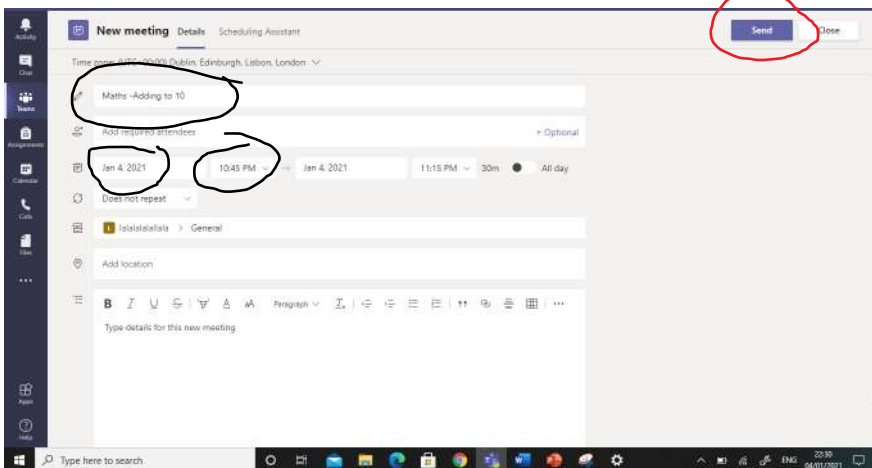 Activity
New meeting Details Scheduling Assistant Send Close
Chat
Time zone: (UTC+00:00) Dublin, Edinburgh, Lisbon, London
Teams
Maths -Adding to 10
Assignments
Add required attendees + Optional
Calendar
Jan 4, 2021 10:45 PM → Jan 4, 2021 11:15 PM 30m All day
Calls
Does not repeat
Files
General
Add location
B I U S A AA Paragraph
Type details for this new meeting
Apps
Help
Type here to search
ENG 22:30
04/01/2021